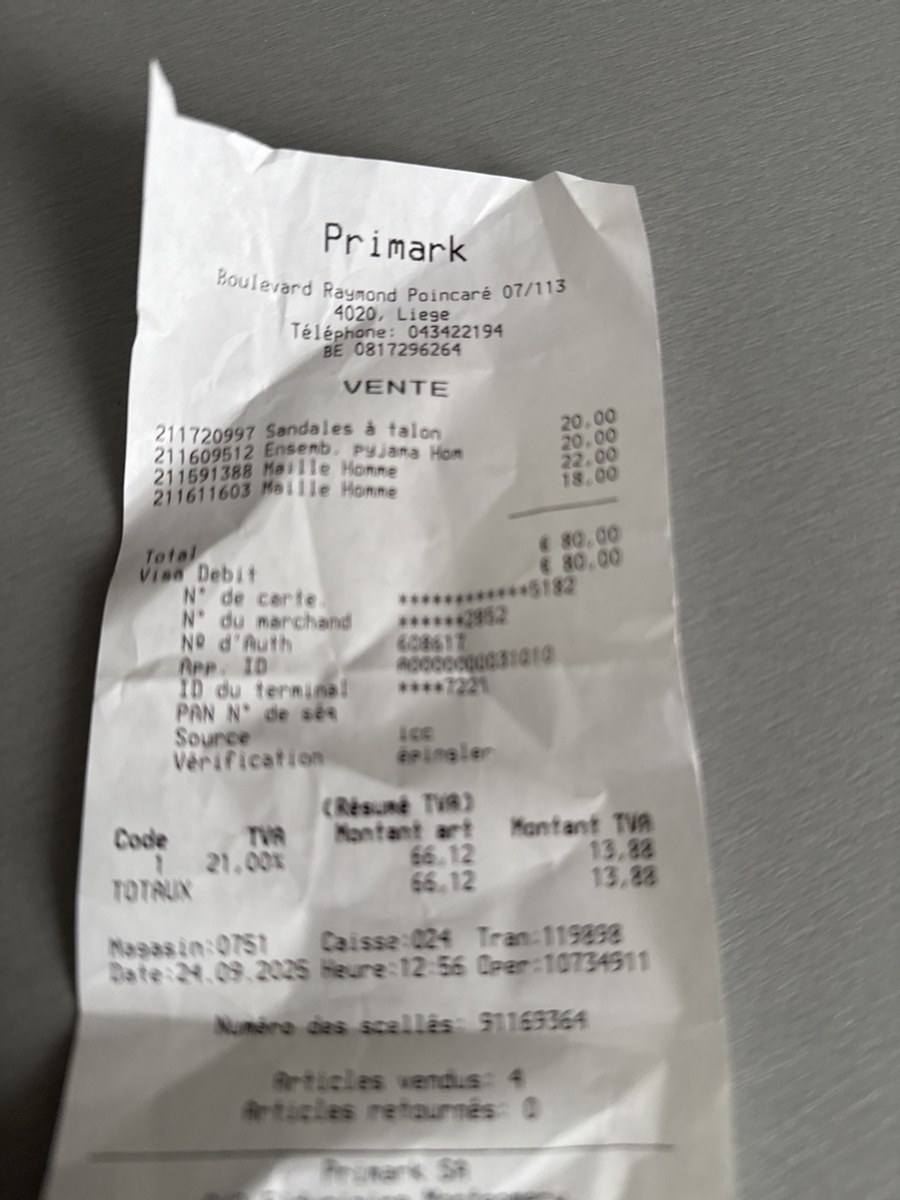 Primark
Boulevard Raymond Poincaré 07/113
4020, Liege
Téléphone: 043422194
BE 0817296264
VENTE
211720997 Sandales à talon 20,00
211609512 Ensemb. pyjama Hom 20,00
211591388 Maille Homme 22,00
211611603 Maille Homme 18,00
Total € 80,00
Visa Debit € 80,00
N° de carte. ************5182
N° du marchand ******2852
Nº d'Auth 608617
App. ID A0000000031010
ID du terminal ****7221
PAN N° de séq
Source icc
Vérification épingler
(Résumé TVA)
Code TVA Montant art Montant TVA
1 21,00% 66,12 13,88
TOTAUX 66,12 13,88
Magasin:0751 Caisse:024 Tran:119898
Date:24.09.2025 Heure:12:56 Oper:10734911
Numéro des scellés: 91169364
Articles vendus: 4
Articles retournés: 0
Primark SA